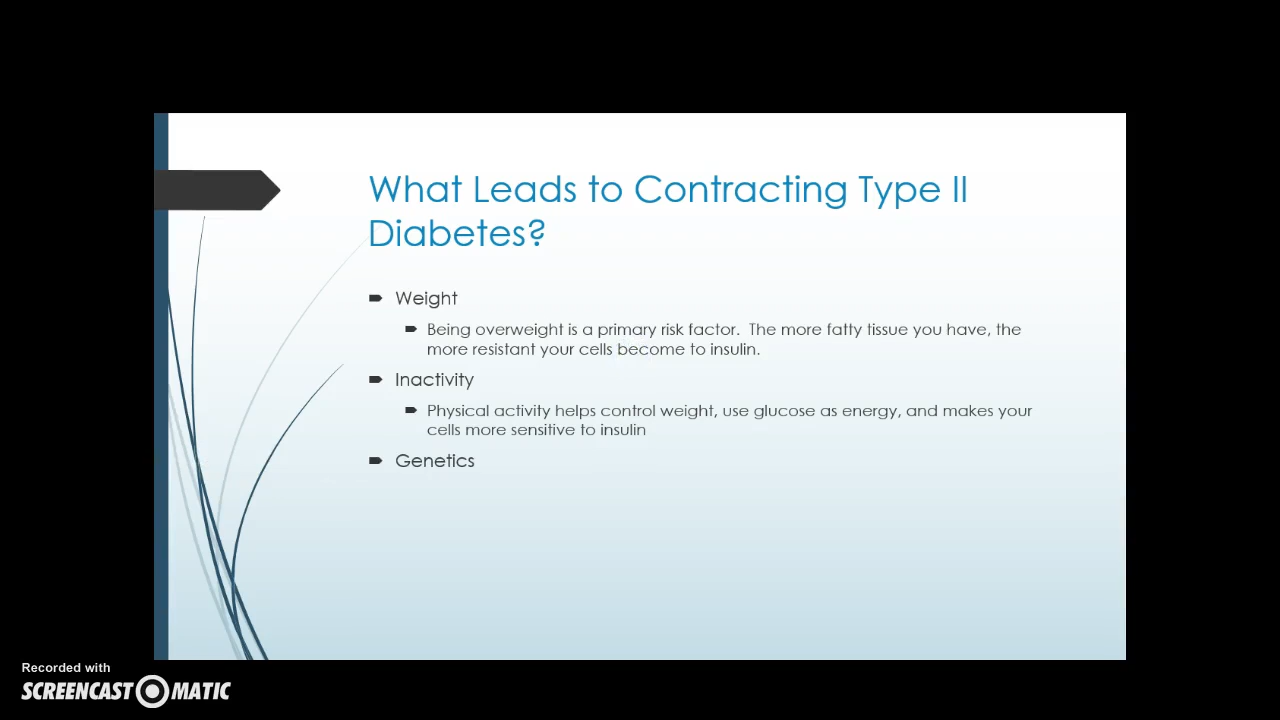 What Leads to Contracting Type II
Diabetes?
Weight
Being overweight is a primary risk factor.  The more fatty tissue you have, the
more resistant your cells become to insulin.
Inactivity
Physical activity helps control weight, use glucose as energy, and makes your
cells more sensitive to insulin
Genetics
Recorded with
SCREENCAST MATIC